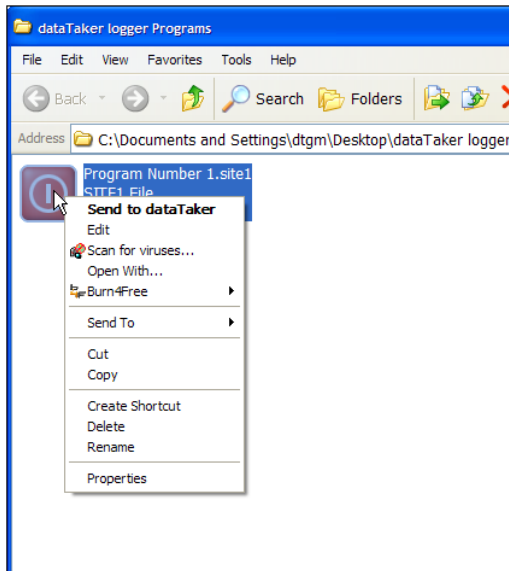 dataTaker logger Programs
File Edit View Favorites Tools Help
Back Search Folders
Address C:\Documents and Settings\dtgm\Desktop\dataTaker logger
Program Number 1.site1
SITE1 File
Send to dataTaker
Edit
Scan for viruses...
Open With...
Burn4Free
Send To
Cut
Copy
Create Shortcut
Delete
Rename
Properties